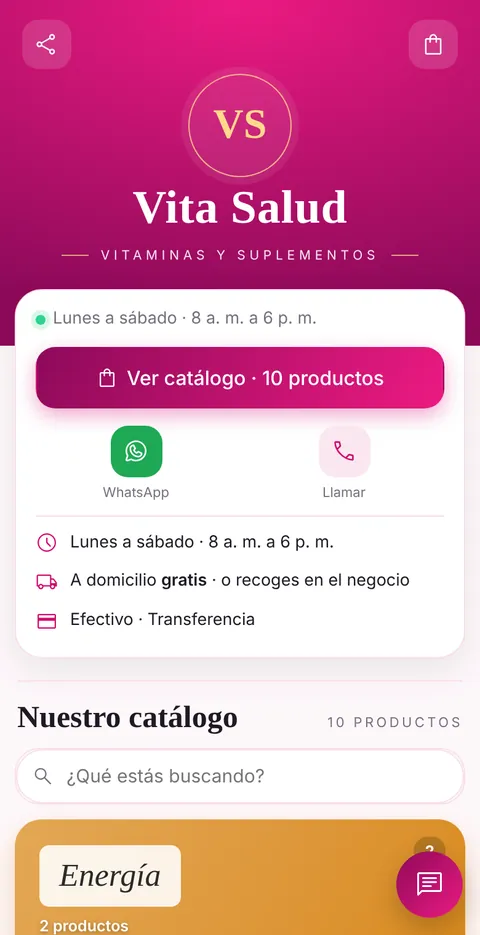 VS
Vita Salud
VITAMINAS Y SUPLEMENTOS
Lunes a sábado · 8 a. m. a 6 p. m.
Ver catálogo · 10 productos
WhatsApp
Llamar
Lunes a sábado · 8 a. m. a 6 p. m.
A domicilio gratis · o recoges en el negocio
Efectivo · Transferencia
Nuestro catálogo
10 PRODUCTOS
¿Qué estás buscando?
Energía
2 productos